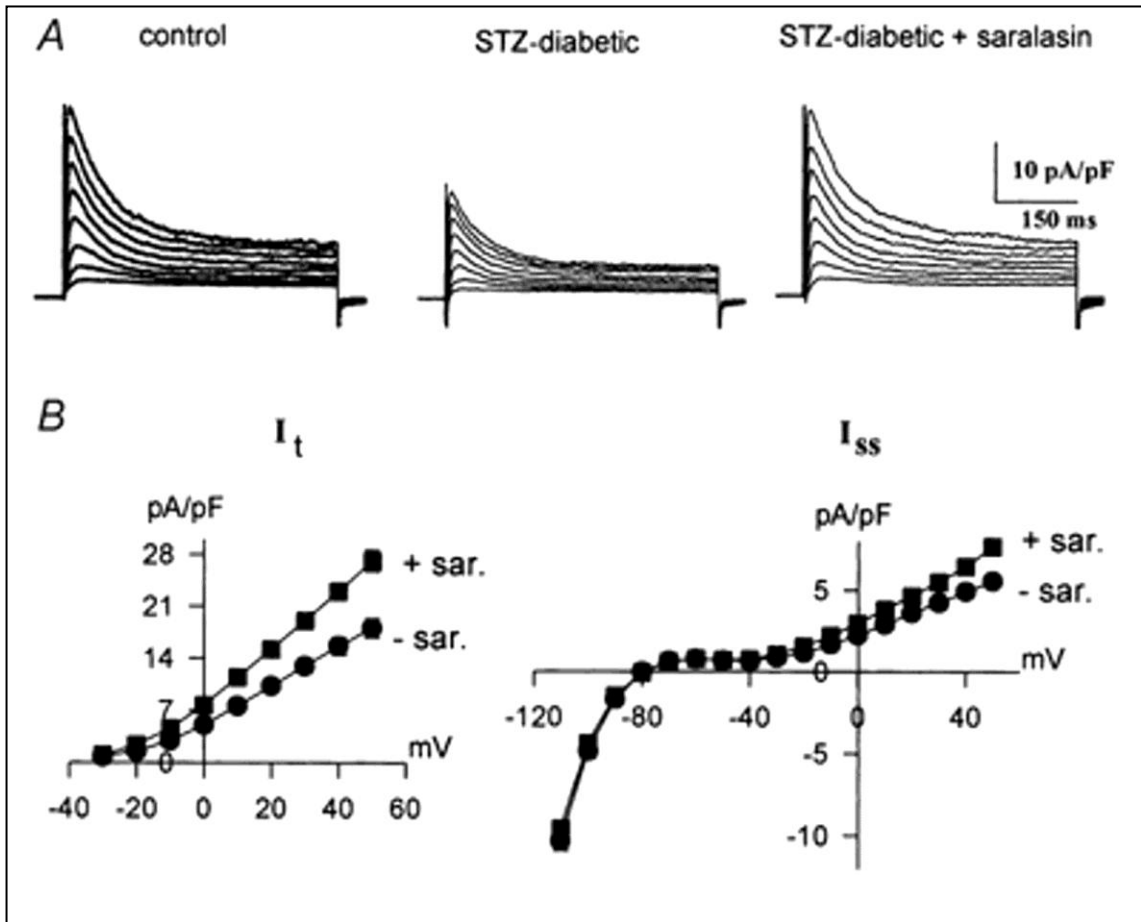 A
control
STZ-diabetic
STZ-diabetic + saralasin
10 pA/pF
150 ms
B
I t
I ss
pA/pF
28
21
14
7
0
+ sar.
- sar.
mV
-40 -20 0 20 40 60
pA/pF
5
0
-5
-10
+ sar.
- sar.
mV
-120 -80 -40 0 40